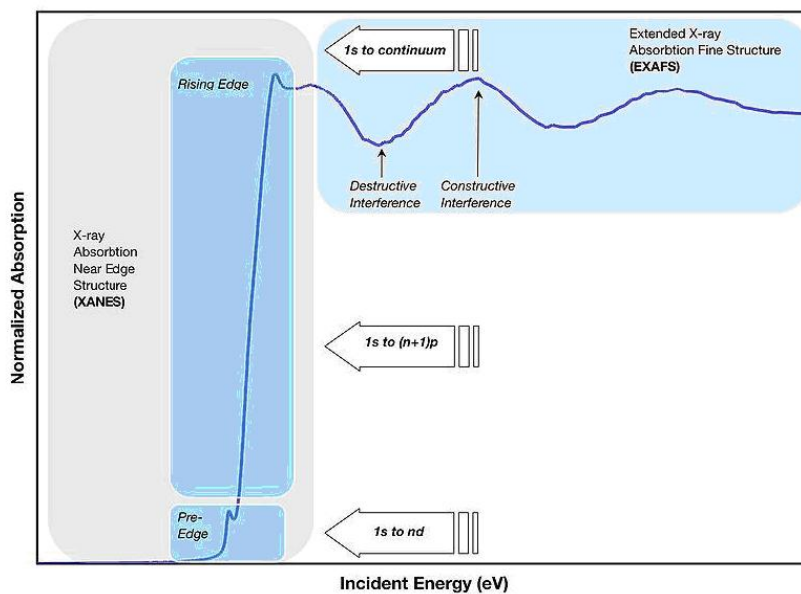 Normalized Absorption
X-ray
Absorbtion
Near Edge
Structure
(XANES)
Rising Edge
Pre-
Edge
1s to continuum
1s to (n+1)p
1s to nd
Extended X-ray
Absorbtion Fine Structure
(EXAFS)
Destructive
Interference
Constructive
Interference
Incident Energy (eV)